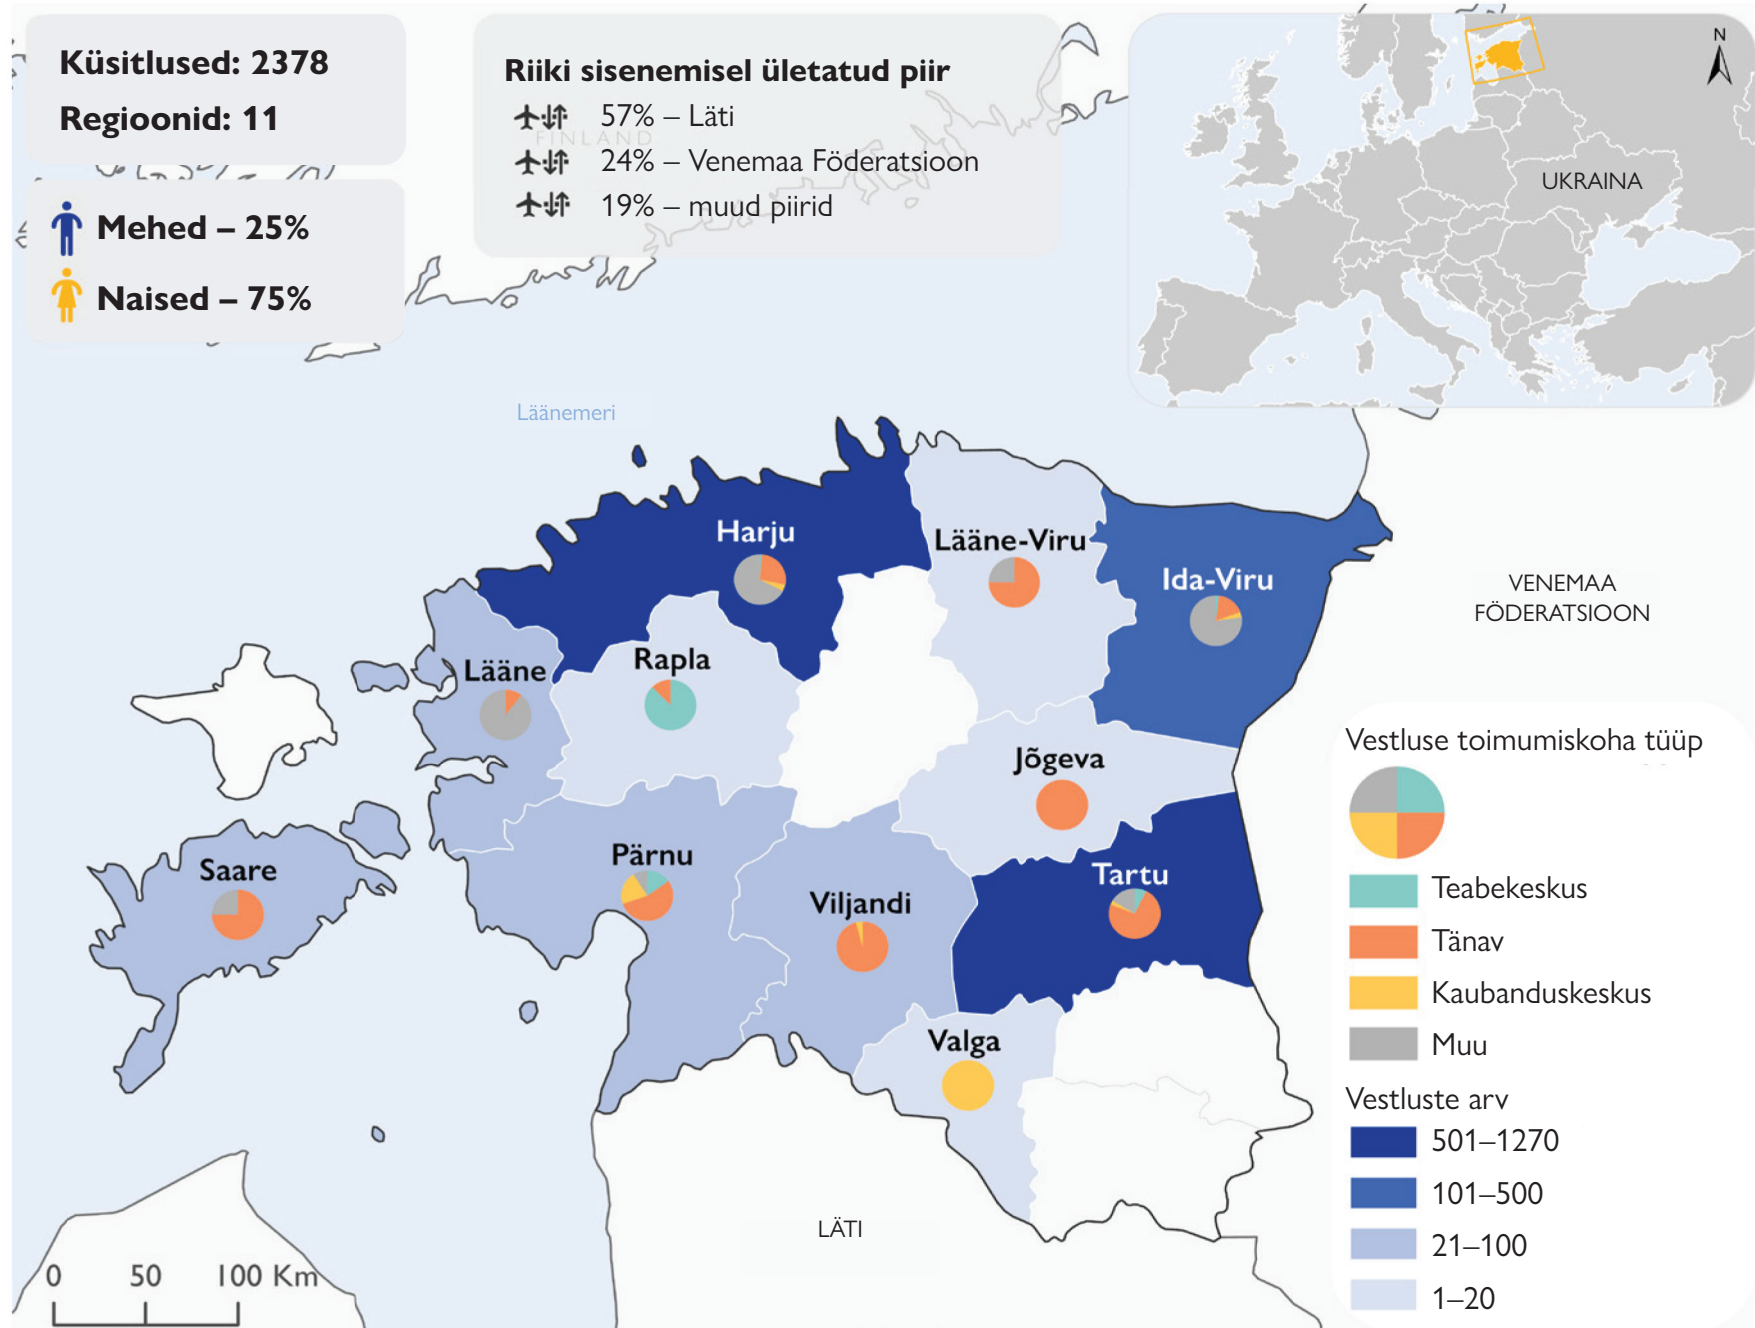 Küsitlused: 2378
Regioonid: 11
Mehed – 25%
Naised – 75%
Riiki sisenemisel ületatud piir
57% – Läti
FINLAND
24% – Venemaa Föderatsioon
19% – muud piirid
N
UKRAINA
Läänemeri
Harju
Lääne-Viru
Ida-Viru
VENEMAA
FÖDERATSIOON
Lääne
Rapla
Jõgeva
Saare
Pärnu
Viljandi
Tartu
Valga
LÄTI
0 50 100 Km
Vestluse toimumiskoha tüüp
Teabekeskus
Tänav
Kaubanduskeskus
Muu
Vestluste arv
501–1270
101–500
21–100
1–20